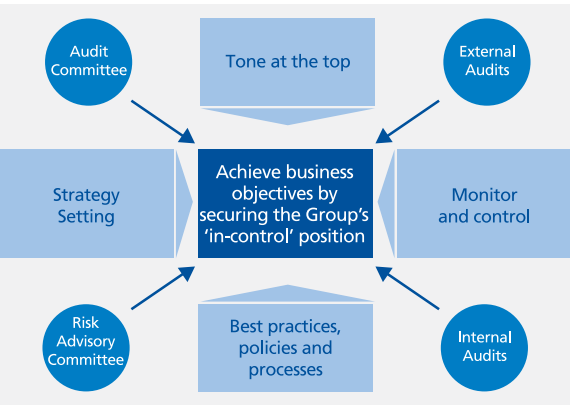 Audit
Committee
Tone at the top
External
Audits
Strategy
Setting
Achieve business
objectives by
securing the Group's
'in-control' position
Monitor
and control
Risk
Advisory
Committee
Best practices,
policies and
processes
Internal
Audits